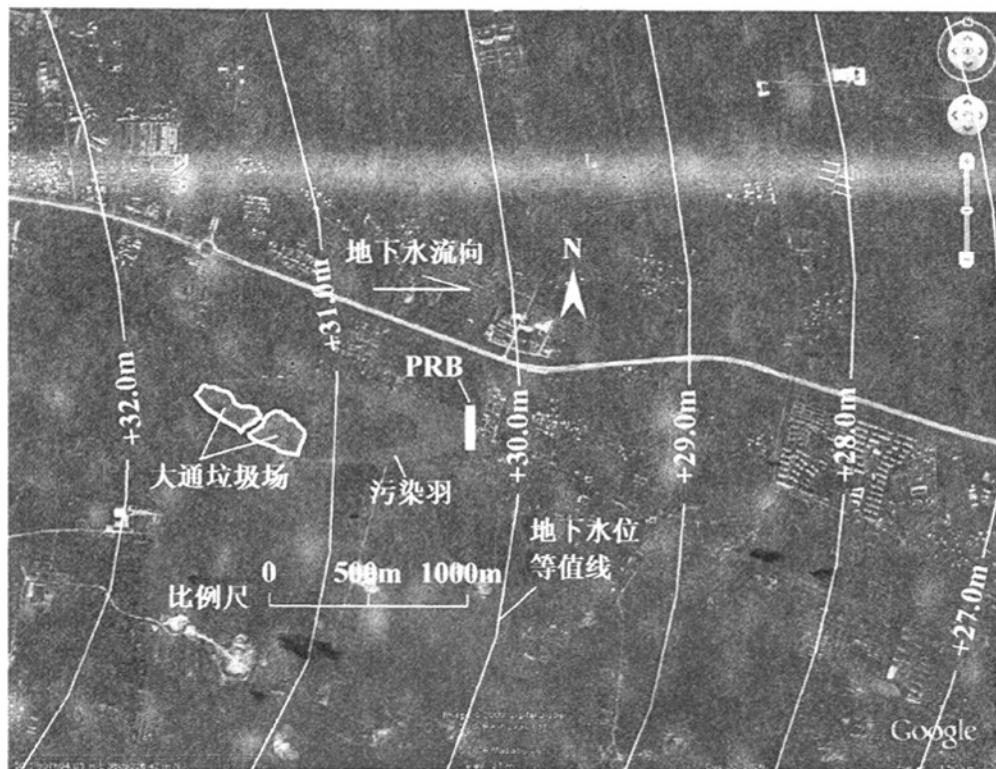 N
地下水流向
+31.0m
PRB
+32.0m
+30.0m
+29.0m
+28.0m
大通垃圾场
污染羽
地下水位
等值线
0 500m 1000m
比例尺
+27.0m
Google